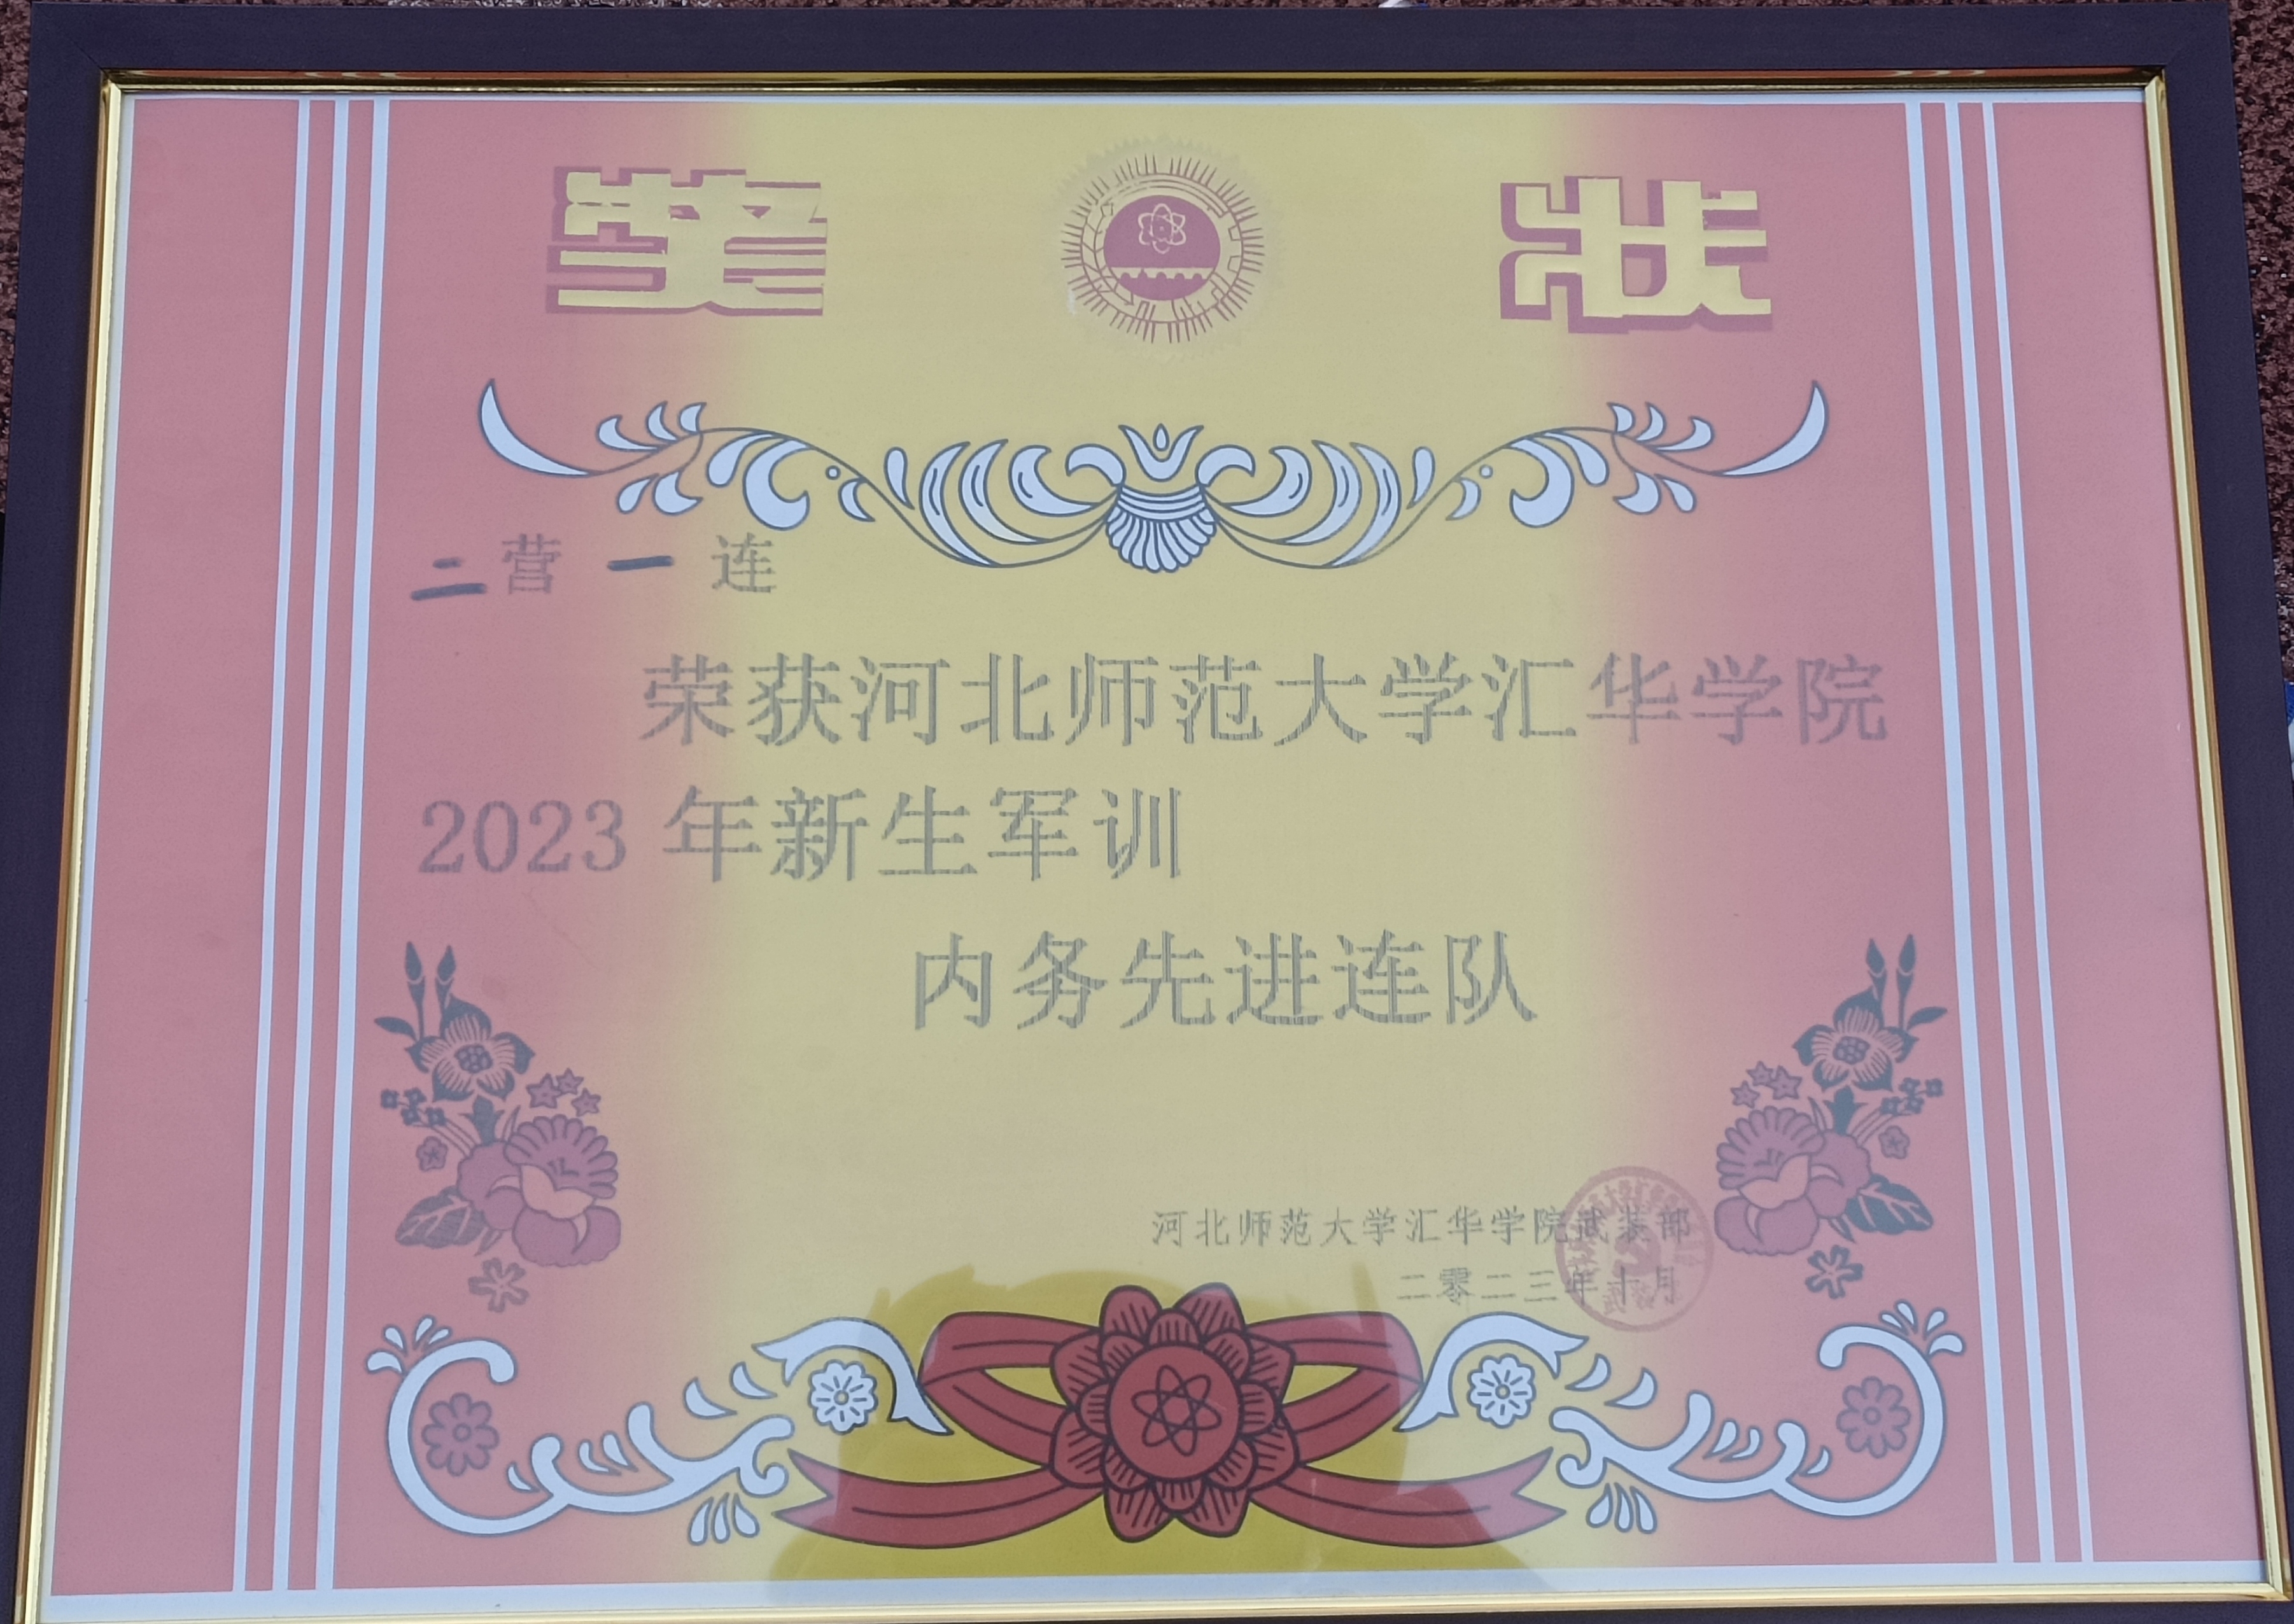 奖状
二营 一 连
荣获河北师范大学汇华学院
2023年新生军训
内务先进连队
河北师范大学汇华学院武装部
二零二三年十月